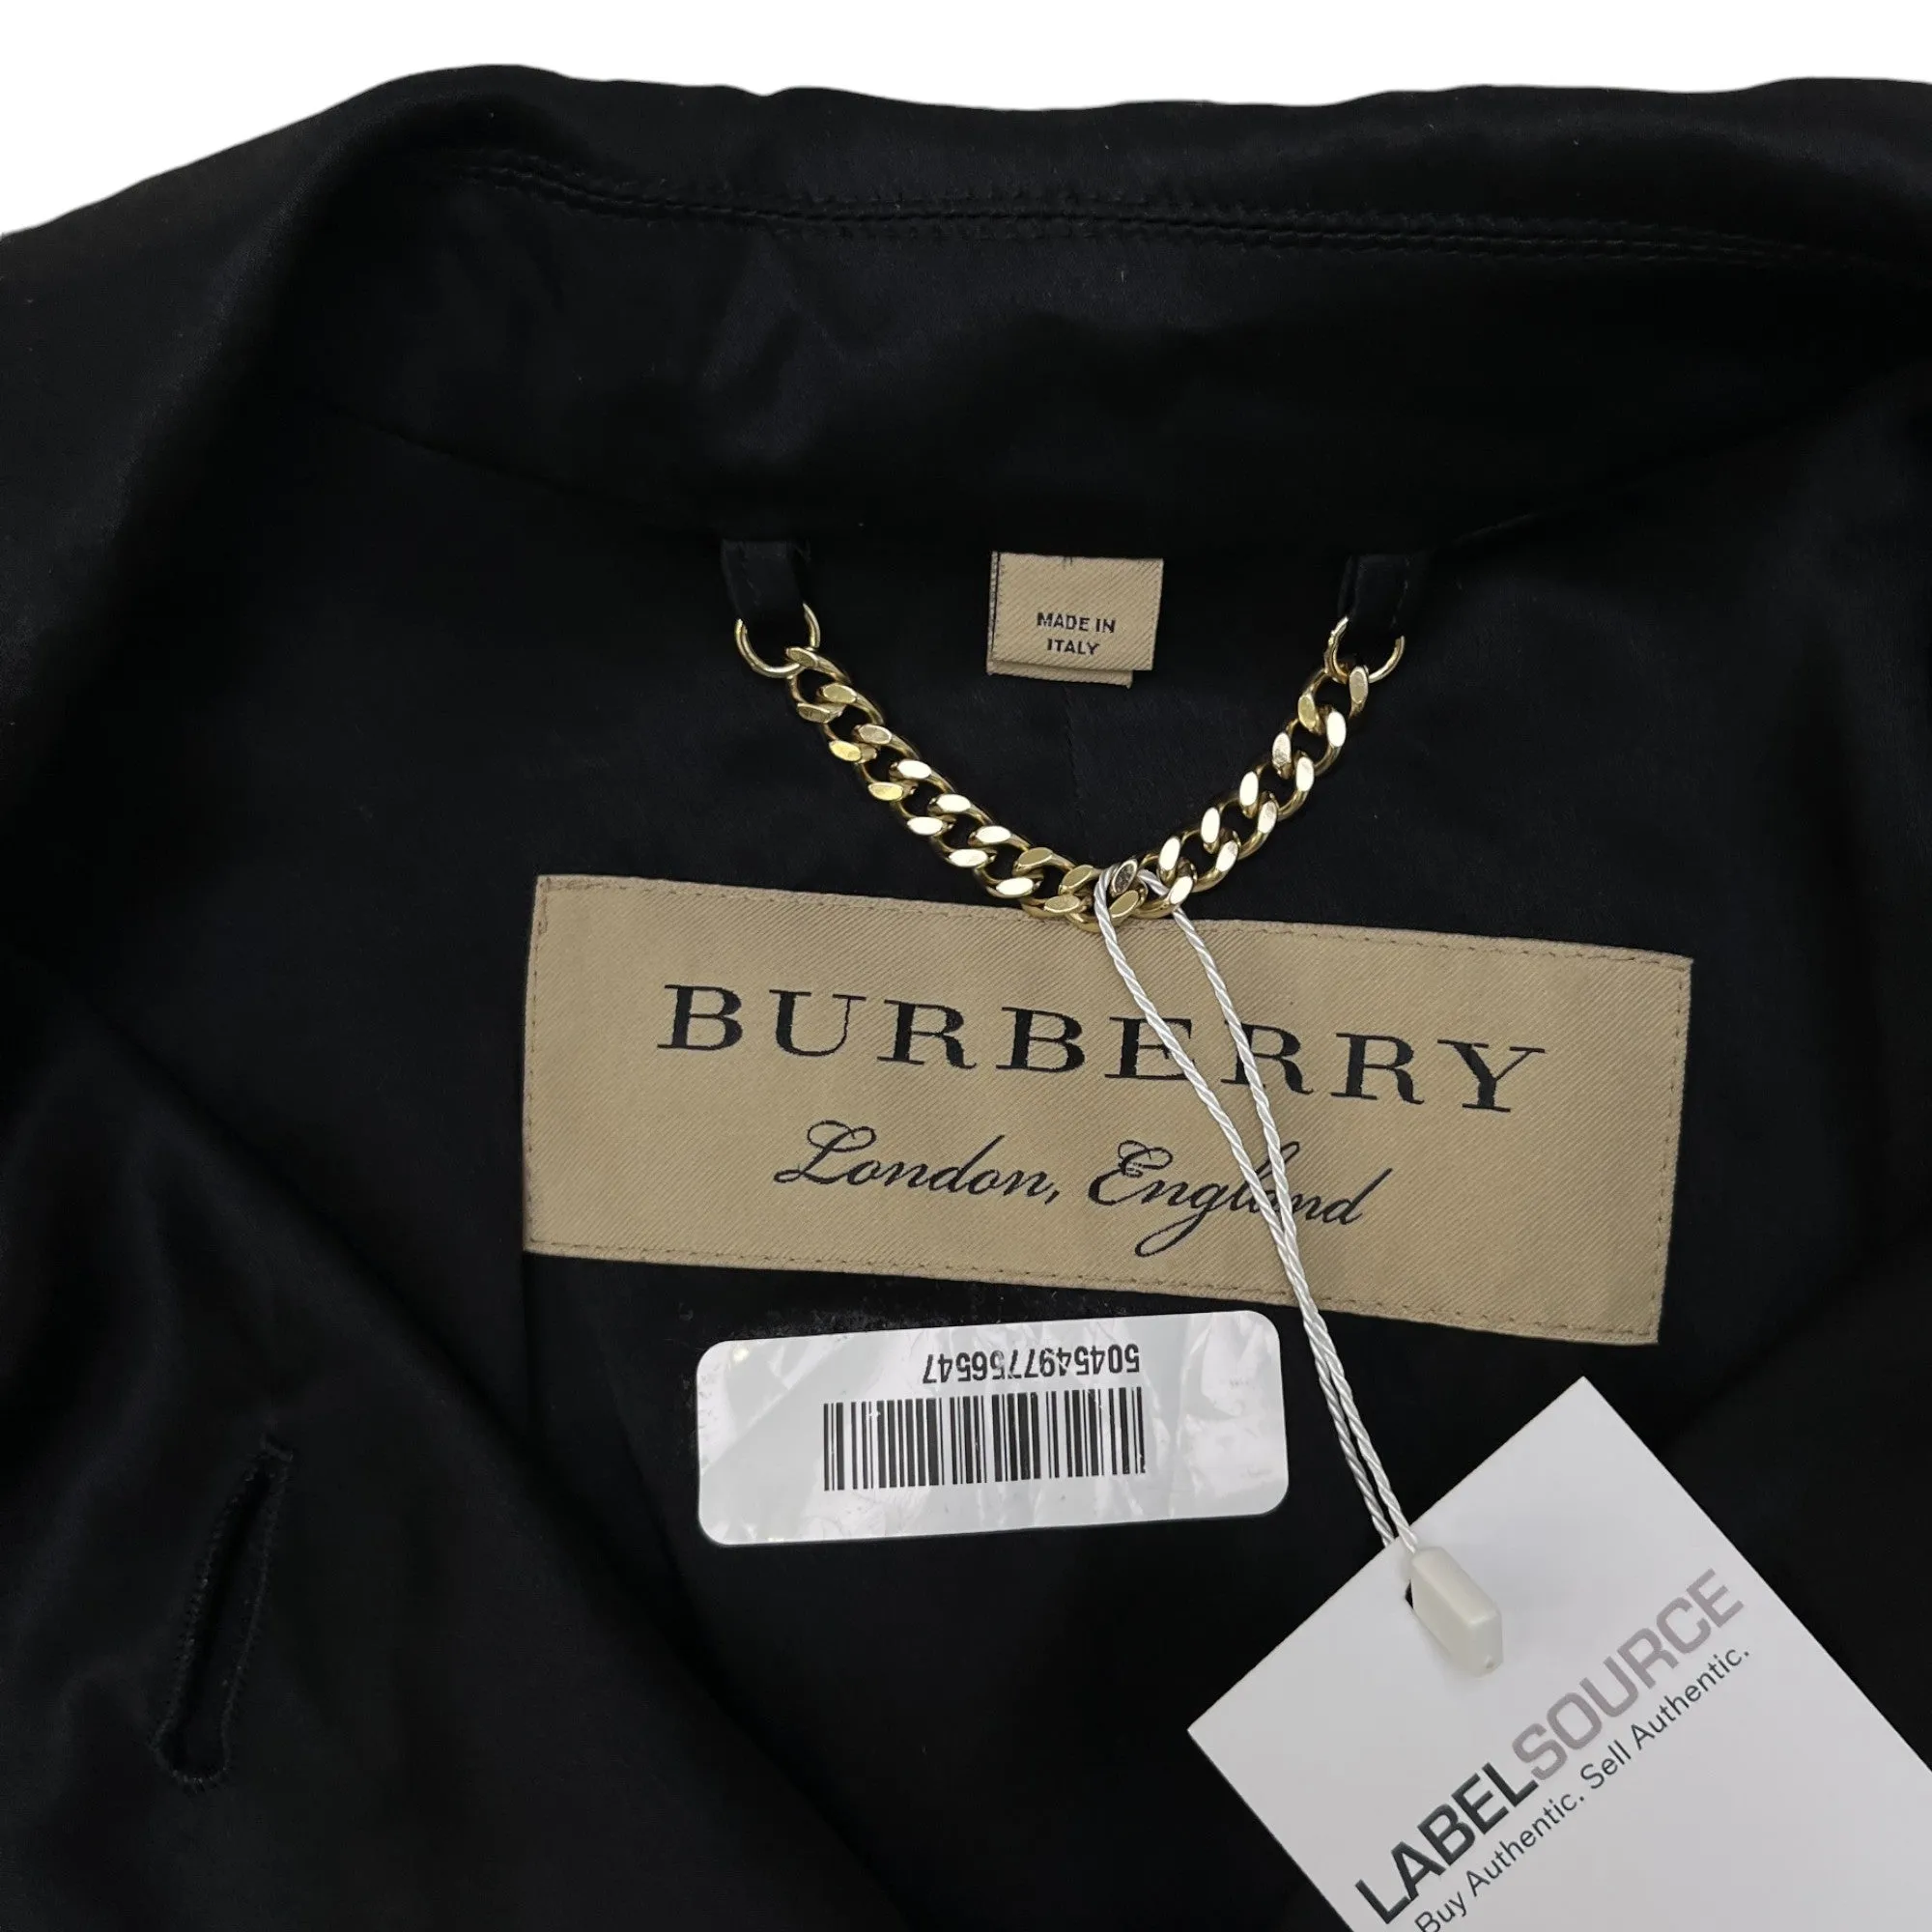 MADE IN
ITALY
BURBERRY
London, England
5045497756547
LABELSOURCE
Buy Authentic. Sell Authentic.